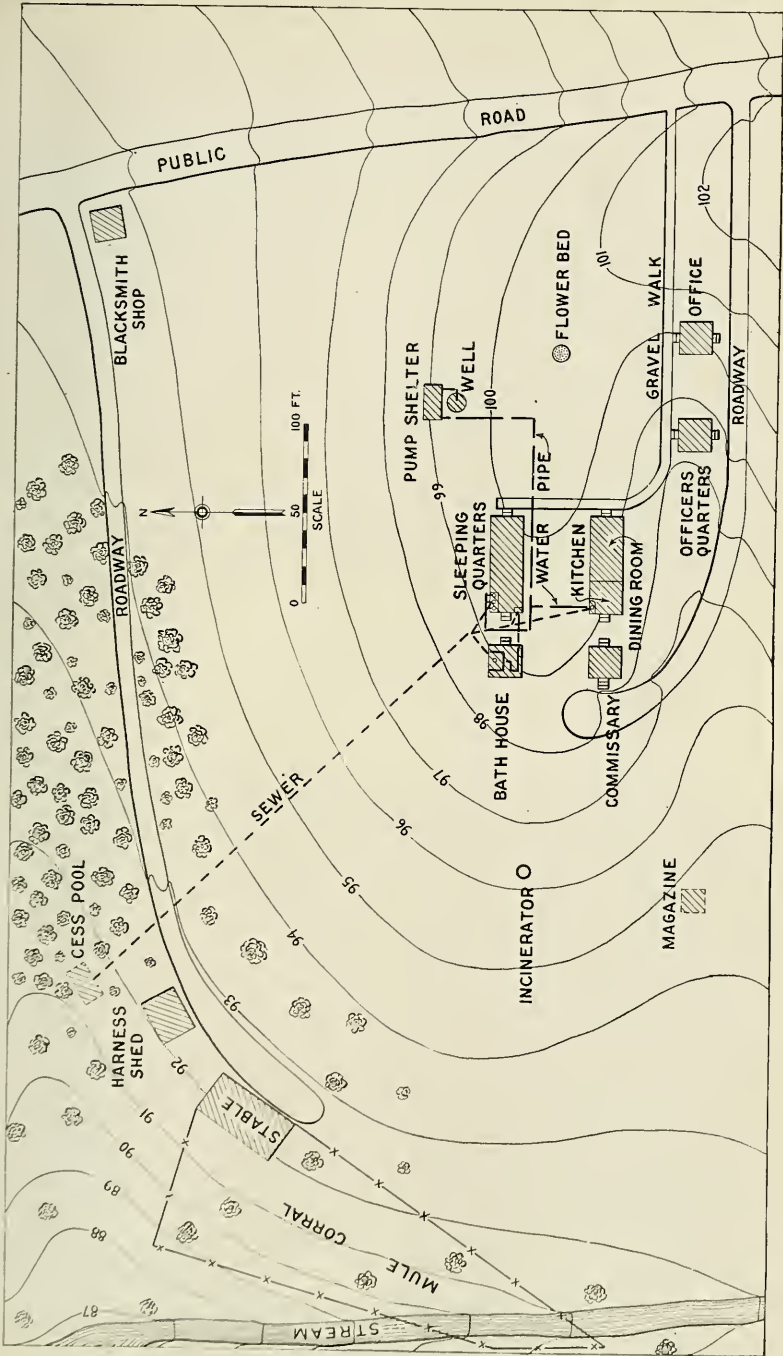 PUBLIC
ROAD
BLACKSMITH
SHOP
ROADWAY
N
100 FT.
50
0
SCALE
CESS POOL
HARNESS
SHED
STABLE
MULE
CORRAL
STREAM
SEWER
87
88
89
90
91
92
93
94
95
96
97
98
99
100
101
102
PUMP SHELTER
WELL
FLOWER BED
SLEEPING
QUARTERS
WATER
PIPE
BATH HOUSE
KITCHEN
DINING ROOM
COMMISSARY
GRAVEL WALK
OFFICE
OFFICERS
QUARTERS
ROADWAY
INCINERATOR
MAGAZINE